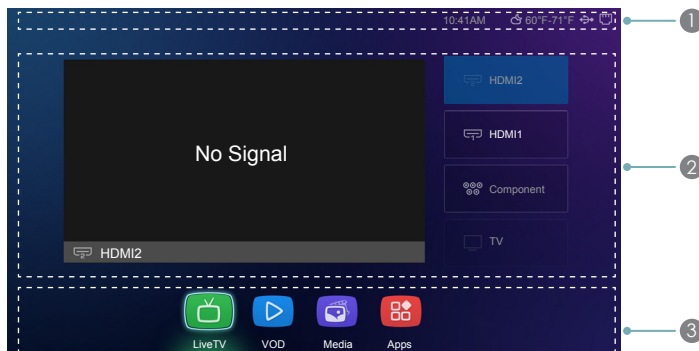 10:41AM 60°F-71°F
1
HDMI2
HDMI1
No Signal
2
Component
TV
HDMI2
LiveTV VOD Media Apps
3